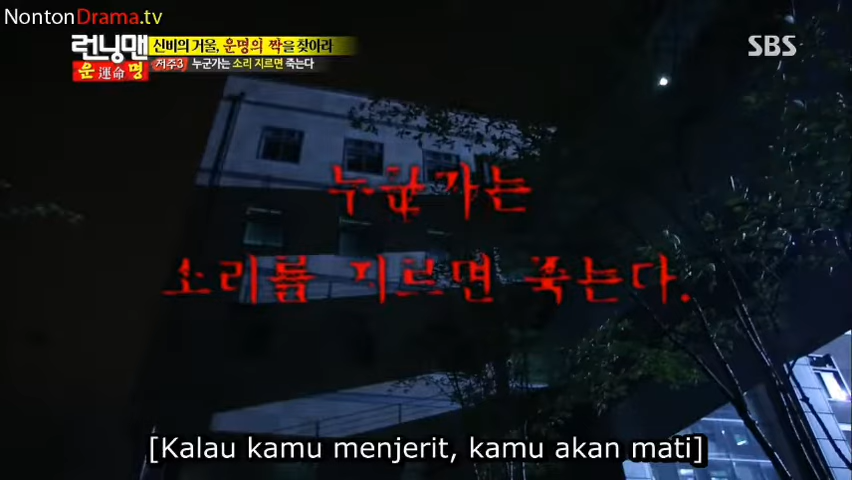 NontonDrama.tv
런닝맨 신비의 거울, 운명의 짝을 찾아라
운 運命 명 저주3 누군가는 소리 지르면 죽는다
SBS
누군가는
소리를 지르면 죽는다.
[Kalau kamu menjerit, kamu akan mati]